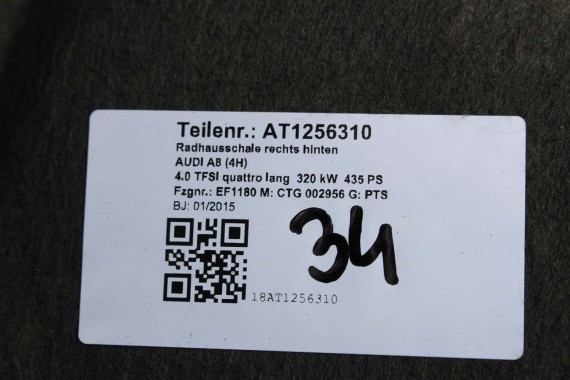 Teilenr.: AT1256310
Radhausschale rechts hinten
AUDI A8 (4H)
4.0 TFSI quattro lang 320 kW 435 PS
Fzgnr.: EF1180 M: CTG 002956 G: PTS
BJ: 01/2015
34
18AT1256310